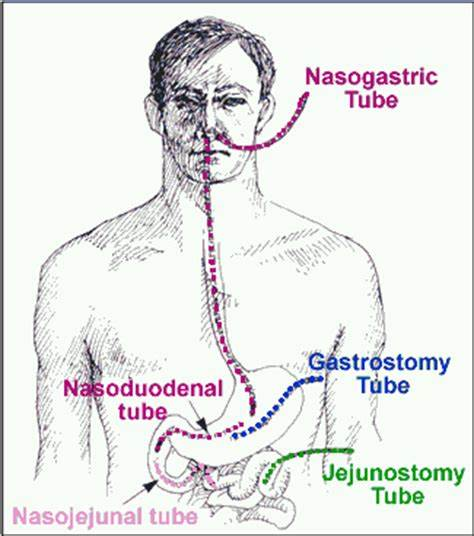 Nasogastric
Tube
Gastrostomy
Tube
Nasoduodenal
tube
Jejunostomy
Tube
Nasojejunal tube